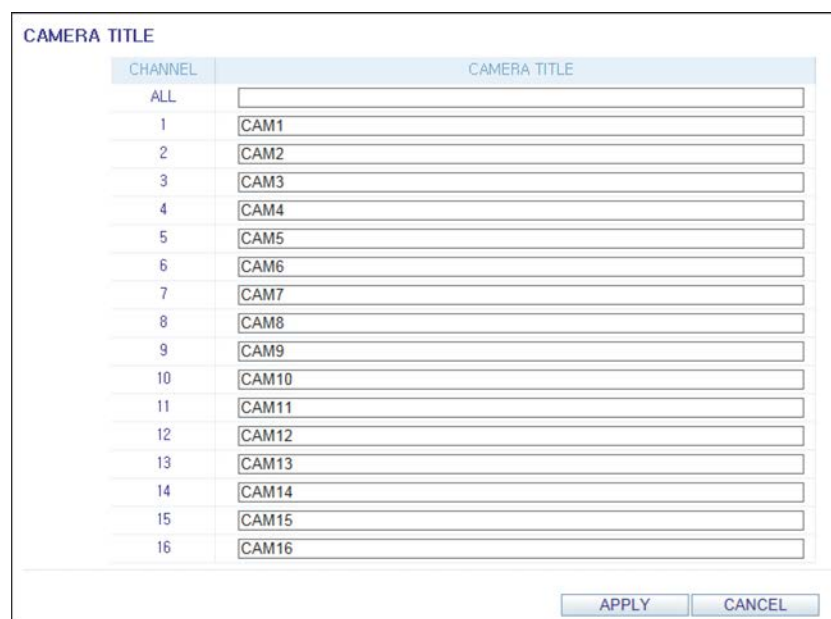 CAMERA TITLE
CHANNEL CAMERA TITLE
ALL
1 CAM1
2 CAM2
3 CAM3
4 CAM4
5 CAM5
6 CAM6
7 CAM7
8 CAM8
9 CAM9
10 CAM10
11 CAM11
12 CAM12
13 CAM13
14 CAM14
15 CAM15
16 CAM16
APPLY CANCEL